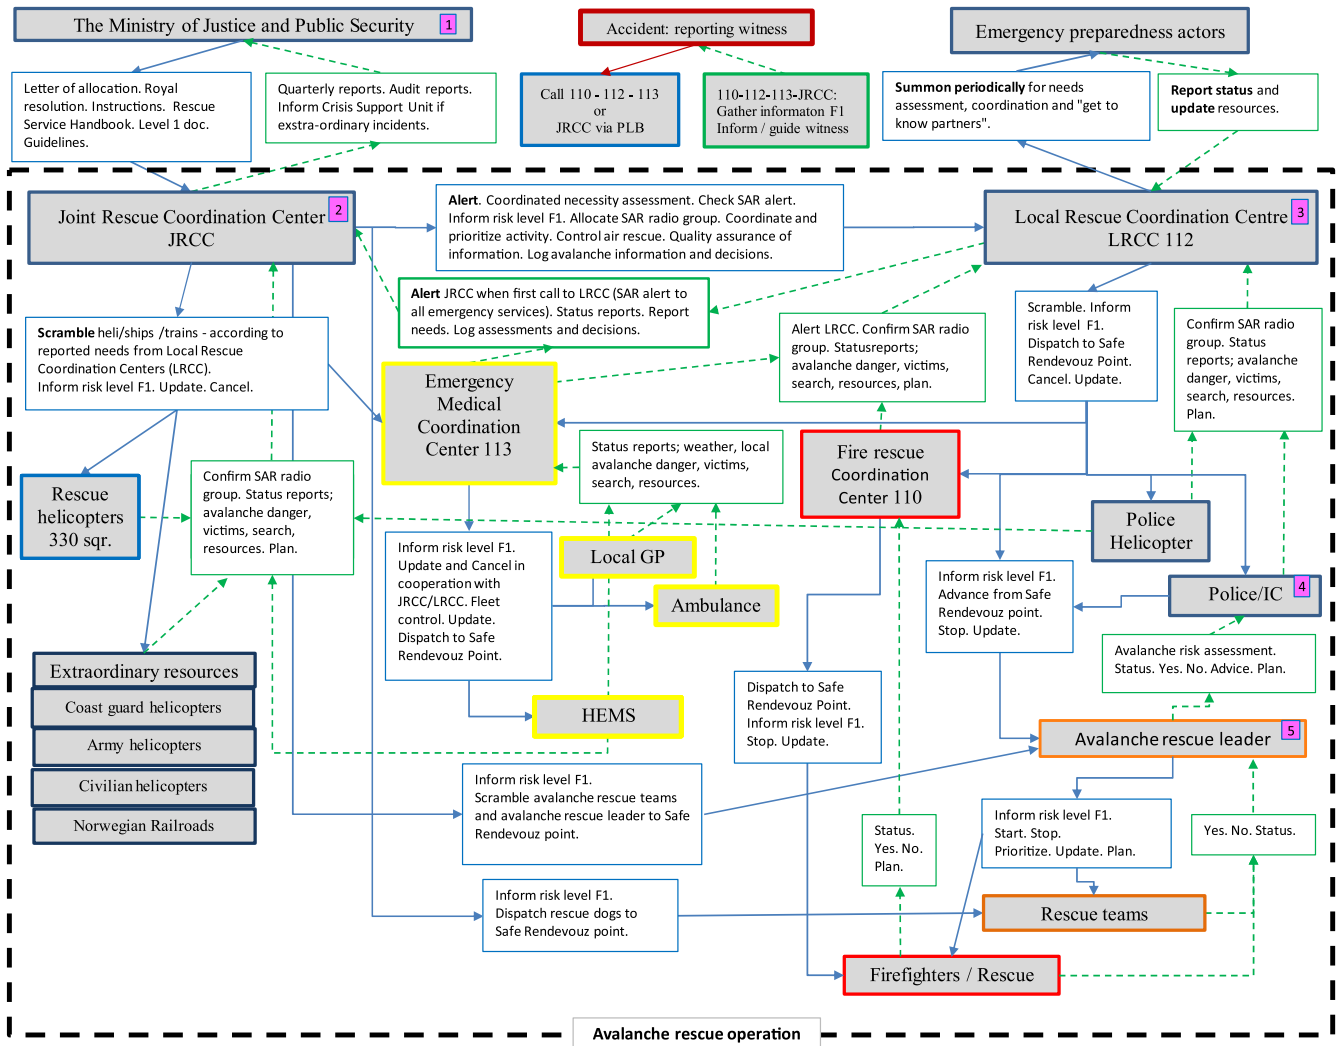 The Ministry of Justice and Public Security
1
Accident: reporting witness
Emergency preparedness actors
Letter of allocation. Royal
resolution. Instructions. Rescue
Service Handbook. Level 1 doc.
Guidelines.
Quarterly reports. Audit reports.
Inform Crisis Support Unit if
exstra-ordinary incidents.
Call 110 - 112 - 113
or
JRCC via PLB
110-112-113-JRCC:
Gather informaton F1
Inform / guide witness
Summon periodically for needs
assessment, coordination and "get to
know partners".
Report status and
update resources.
Joint Rescue Coordination Center
JRCC
2
Alert. Coordinated necessity assessment. Check SAR alert.
Inform risk level F1. Allocate SAR radio group. Coordinate and
prioritize activity. Control air rescue. Quality assurance of
information. Log avalanche information and decisions.
Local Rescue Coordination Centre
LRCC 112
3
Alert JRCC when first call to LRCC (SAR alert to
all emergency services). Status reports. Report
needs. Log assessments and decisions.
Scramble heli/ships /trains - according to
reported needs from Local Rescue
Coordination Centers (LRCC).
Inform risk level F1. Update. Cancel.
Alert LRCC. Confirm SAR radio
group. Statusreports;
avalanche danger, victims,
search, resources, plan.
Scramble. Inform
risk level F1.
Dispatch to Safe
Rendevouz Point.
Cancel. Update.
Confirm SAR radio
group. Status
reports; avalanche
danger, victims,
search, resources.
Plan.
Emergency
Medical
Coordination
Center 113
Status reports; weather, local
avalanche danger, victims,
search, resources.
Fire rescue
Coordination
Center 110
Rescue
helicopters
330 sqr.
Confirm SAR radio
group. Status reports;
avalanche danger,
victims, search,
resources. Plan.
Police
Helicopter
Inform risk level F1.
Update and Cancel in
cooperation with
JRCC/LRCC. Fleet
control. Update.
Dispatch to Safe
Rendevouz Point.
Local GP
Ambulance
Inform risk level F1.
Advance from Safe
Rendevouz point.
Stop. Update.
Police/IC
4
Avalanche risk assessment.
Status. Yes. No. Advice. Plan.
Extraordinary resources
Coast guard helicopters
Army helicopters
Civilian helicopters
Norwegian Railroads
HEMS
Dispatch to Safe
Rendevouz Point.
Inform risk level F1.
Stop. Update.
Avalanche rescue leader
5
Inform risk level F1.
Scramble avalanche rescue teams
and avalanche rescue leader to Safe
Rendevouz point.
Status.
Yes. No.
Plan.
Inform risk level F1.
Start. Stop.
Prioritize. Update. Plan.
Yes. No. Status.
Inform risk level F1.
Dispatch rescue dogs to
Safe Rendevouz point.
Rescue teams
Firefighters / Rescue
Avalanche rescue operation